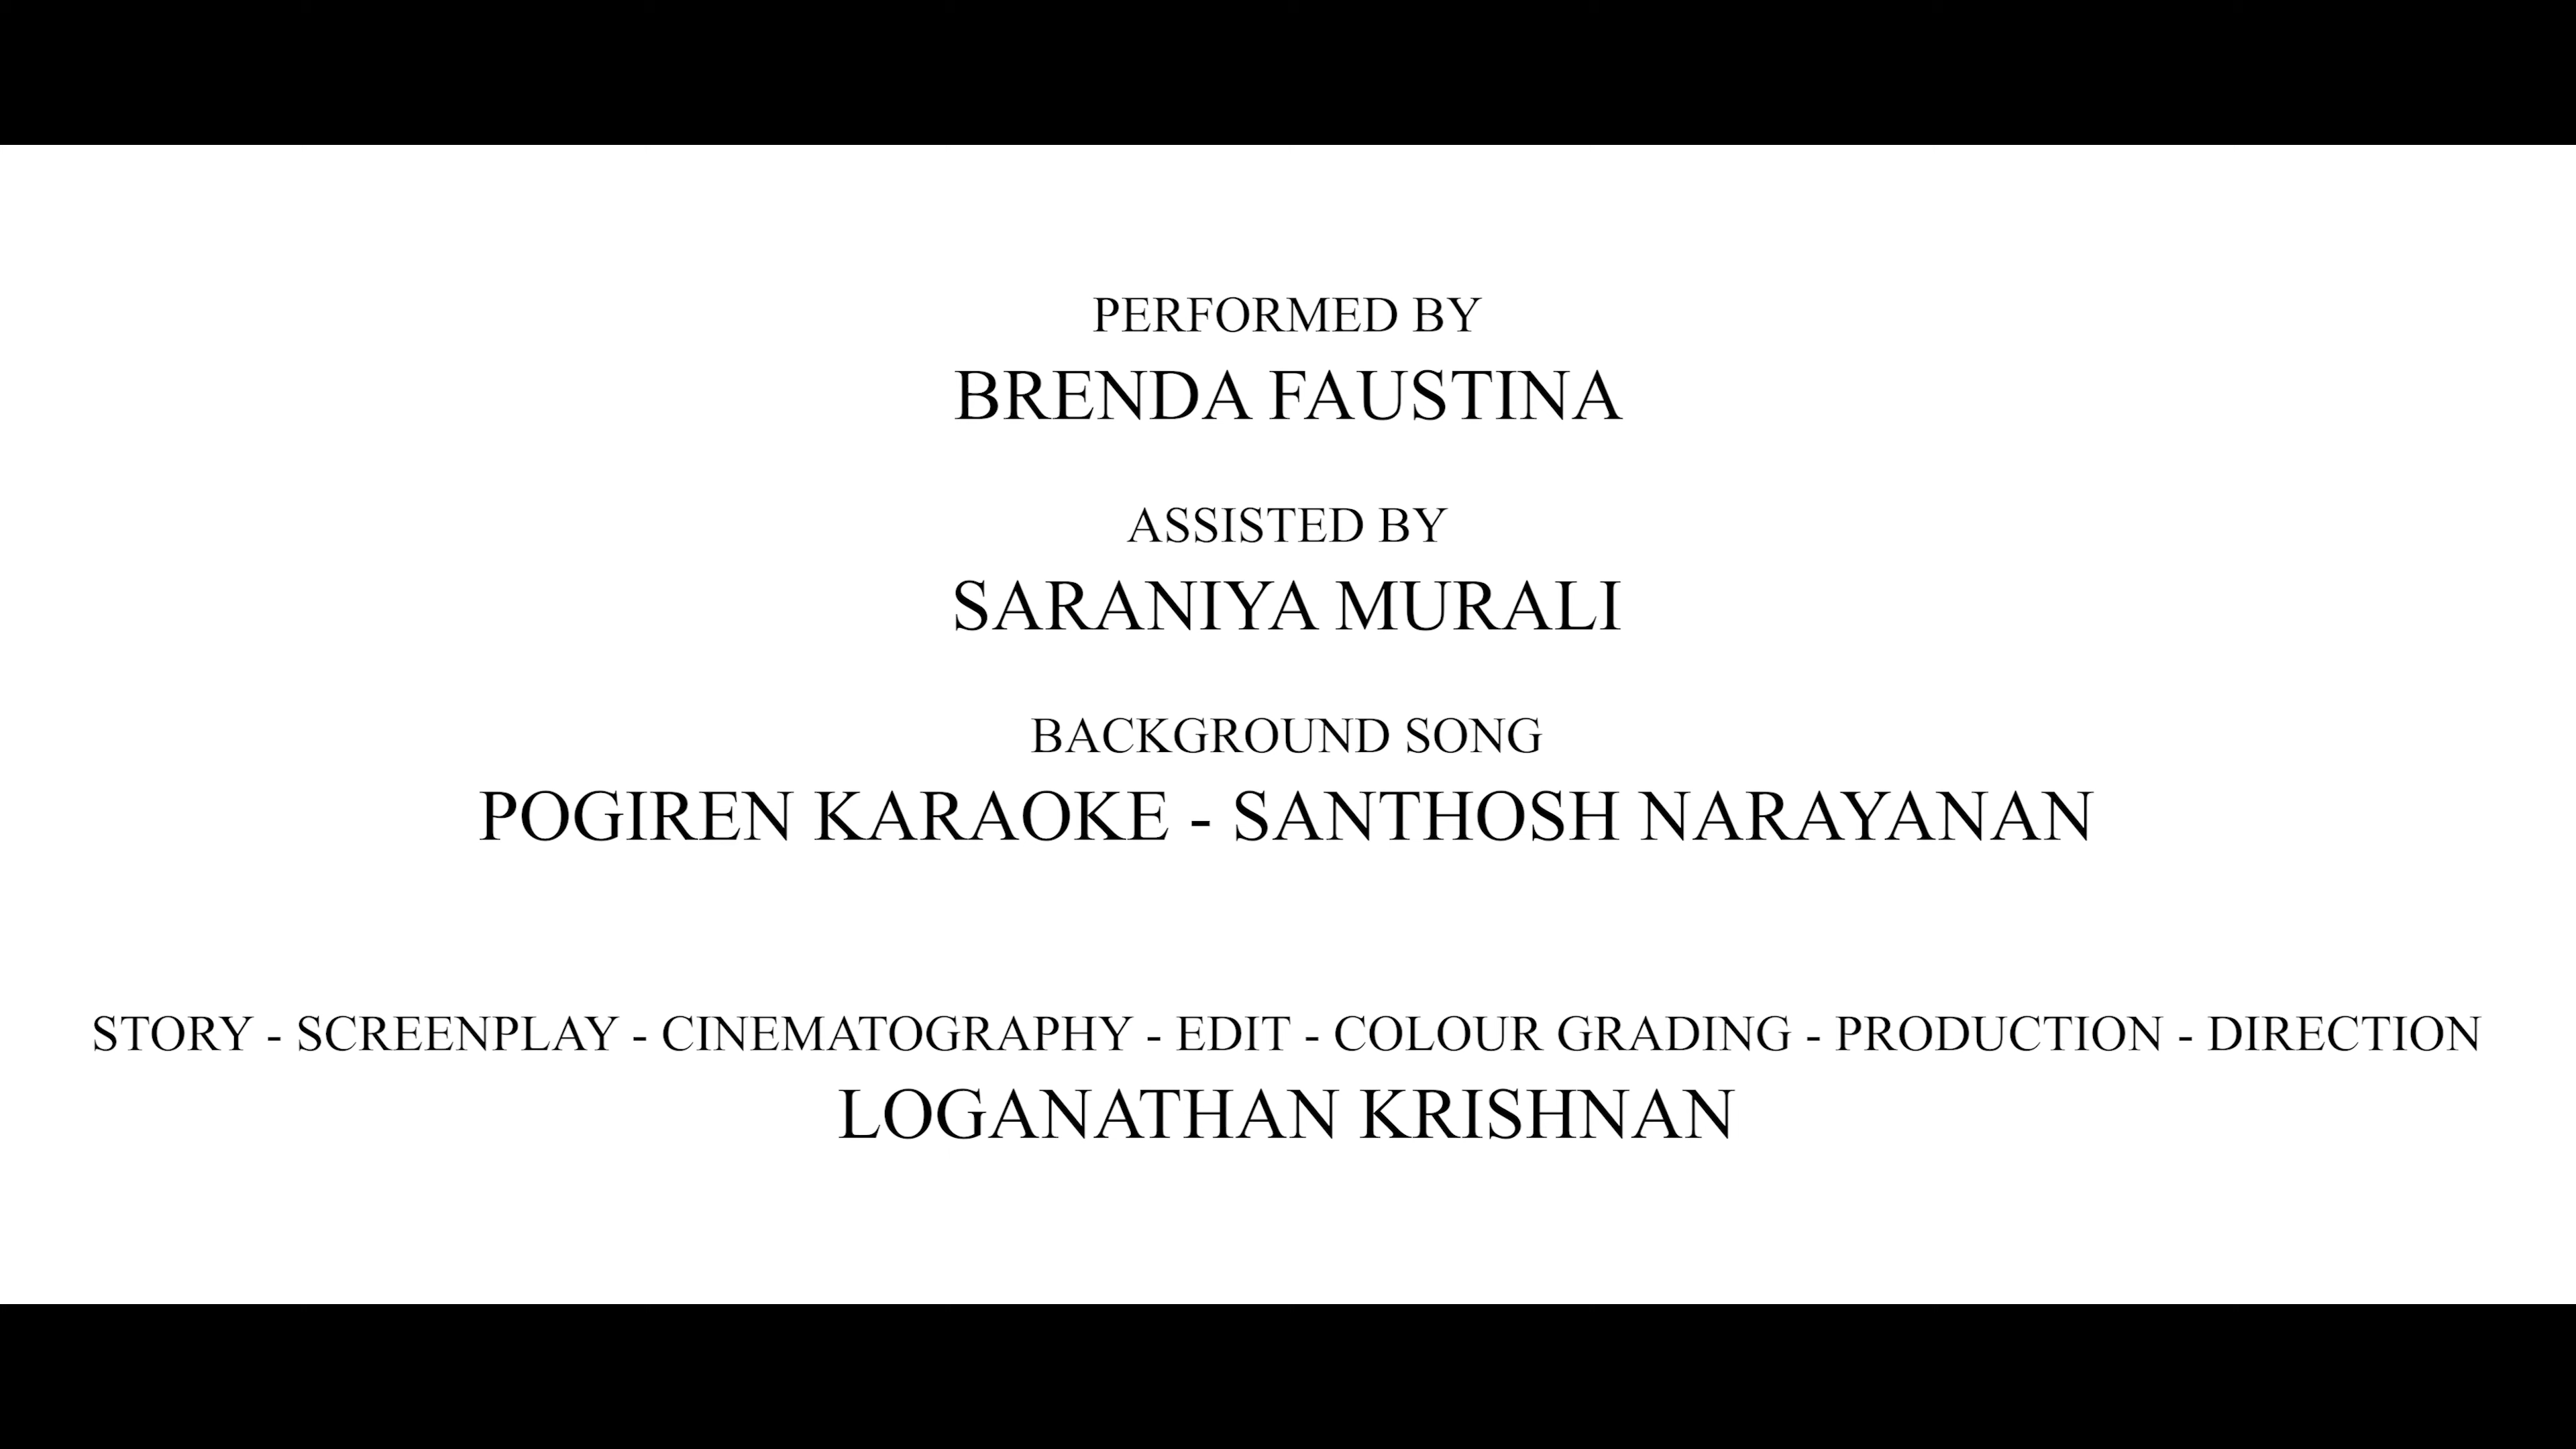 PERFORMED BY
BRENDA FAUSTINA
ASSISTED BY
SARANIYA MURALI
BACKGROUND SONG
POGIREN KARAOKE - SANTHOSH NARAYANAN
STORY - SCREENPLAY - CINEMATOGRAPHY - EDIT - COLOUR GRADING - PRODUCTION - DIRECTION
LOGANATHAN KRISHNAN